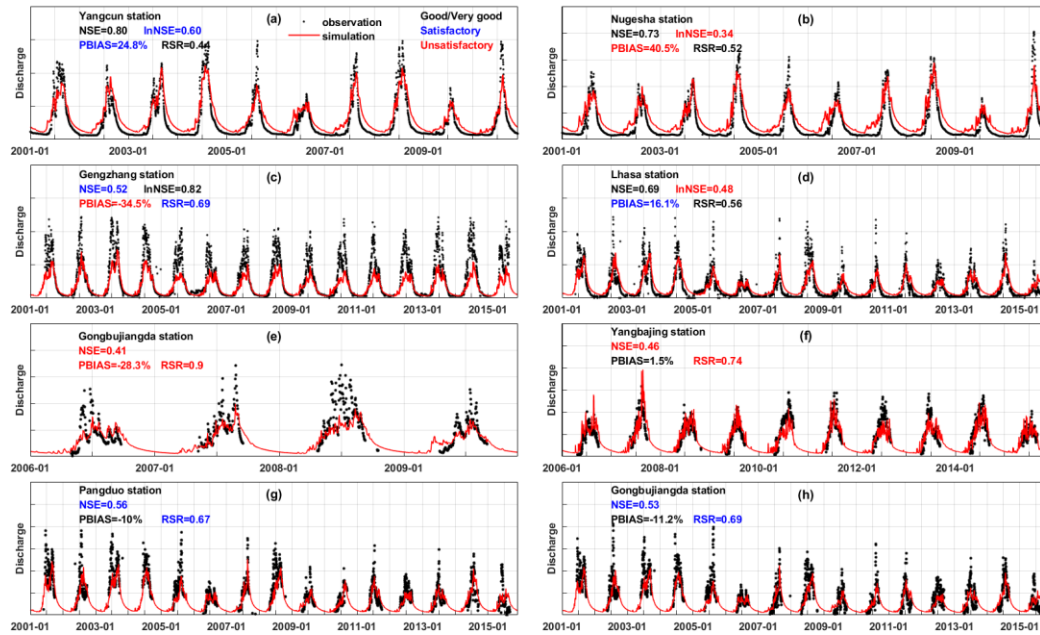 Yangcun station (a) Good/Very good
NSE=0.80 lnNSE=0.60 observation Satisfactory
PBIAS=24.8% RSR=0.44 simulation Unsatisfactory
Discharge
2001-01 2003-01 2005-01 2007-01 2009-01
Nugesha station (b)
NSE=0.73 lnNSE=0.34
PBIAS=40.5% RSR=0.52
Discharge
2001-01 2003-01 2005-01 2007-01 2009-01
Gengzhang station (c)
NSE=0.52 lnNSE=0.82
PBIAS=-34.5% RSR=0.69
Discharge
2001-01 2003-01 2005-01 2007-01 2009-01 2011-01 2013-01 2015-01
Lhasa station (d)
NSE=0.69 lnNSE=0.48
PBIAS=16.1% RSR=0.56
Discharge
2001-01 2003-01 2005-01 2007-01 2009-01 2011-01 2013-01 2015-01
Gongbujiangda station (e)
NSE=0.41
PBIAS=-28.3% RSR=0.9
Discharge
2006-01 2007-01 2008-01 2009-01
Yangbajing station (f)
NSE=0.46
PBIAS=1.5% RSR=0.74
Discharge
2006-01 2008-01 2010-01 2012-01 2014-01
Pangduo station (g)
NSE=0.56
PBIAS=-10% RSR=0.67
Discharge
2001-01 2003-01 2005-01 2007-01 2009-01 2011-01 2013-01 2015-01
Gongbujiangda station (h)
NSE=0.53
PBIAS=-11.2% RSR=0.69
Discharge
2001-01 2003-01 2005-01 2007-01 2009-01 2011-01 2013-01 2015-01